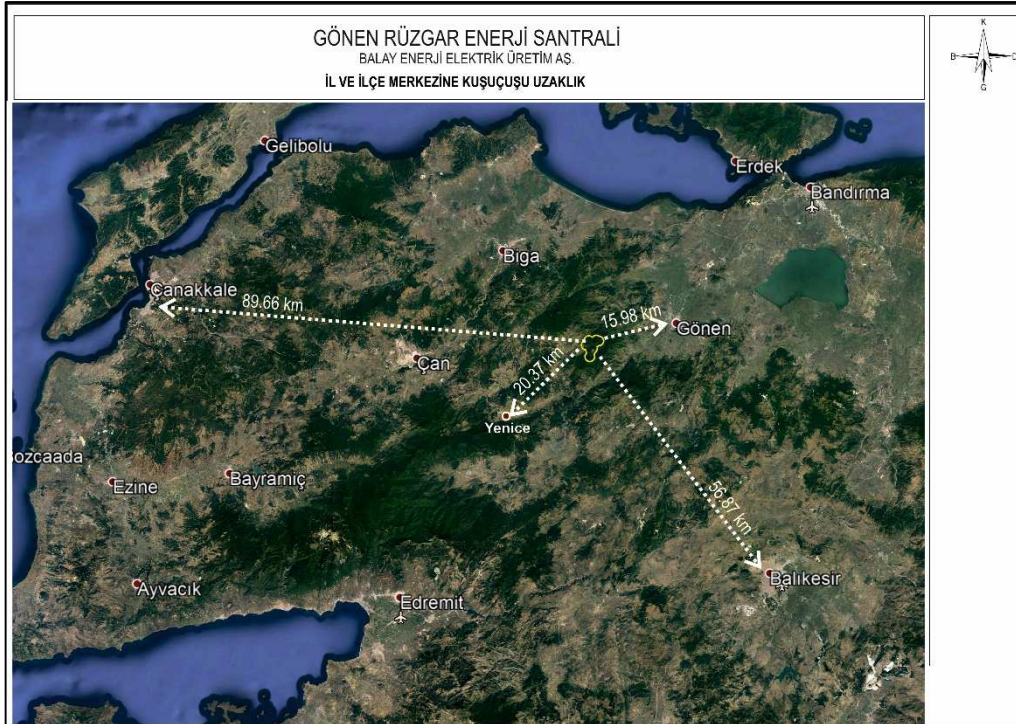 GÖNEN RÜZGAR ENERJİ SANTRALİ
BALAY ENERJİ ELEKTRİK ÜRETİM AŞ.
İL VE İLÇE MERKEZİNE KUŞUÇUŞU UZAKLIK
K
B
D
G
Gelibolu
Erdek
Bandırma
Biga
Çanakkale
89.66 km
15.98 km
Gönen
Çan
20.37 km
Yenice
Bozcaada
Ezine
Bayramiç
56.87 km
Balıkesir
Ayvacık
Edremit